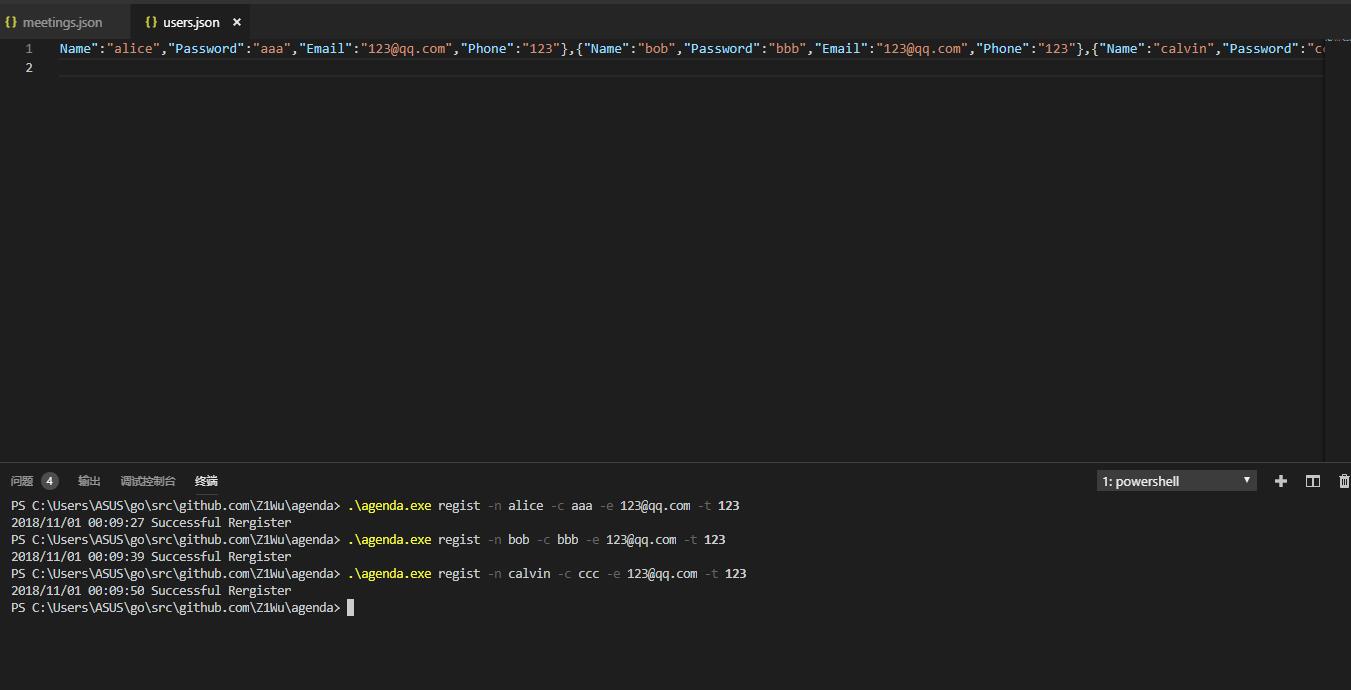 meetings.json
users.json
1 Name":"alice","Password":"aaa","Email":"123@qq.com","Phone":"123"},{"Name":"bob","Password":"bbb","Email":"123@qq.com","Phone":"123"},{"Name":"calvin","Password":"c
2
问题 4 输出 调试控制台 终端 1: powershell
PS C:\Users\ASUS\go\src\github.com\Z1Wu\agenda> .\agenda.exe regist -n alice -c aaa -e 123@qq.com -t 123
2018/11/01 00:09:27 Successful Rergister
PS C:\Users\ASUS\go\src\github.com\Z1Wu\agenda> .\agenda.exe regist -n bob -c bbb -e 123@qq.com -t 123
2018/11/01 00:09:39 Successful Rergister
PS C:\Users\ASUS\go\src\github.com\Z1Wu\agenda> .\agenda.exe regist -n calvin -c ccc -e 123@qq.com -t 123
2018/11/01 00:09:50 Successful Rergister
PS C:\Users\ASUS\go\src\github.com\Z1Wu\agenda>